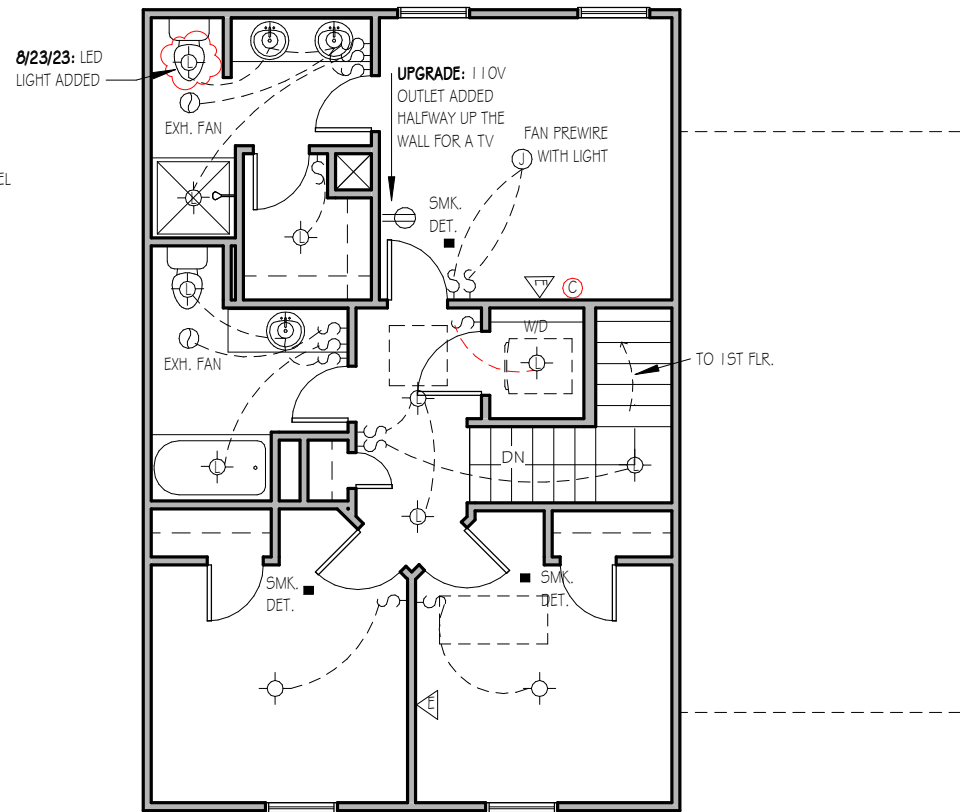 8/23/23: LED
LIGHT ADDED
EL
L
EXH. FAN
UPGRADE: 110V
OUTLET ADDED
HALFWAY UP THE
WALL FOR A TV
FAN PREWIRE
WITH LIGHT
J
SMK.
DET.
L
L
E
C
L
EXH. FAN
W/D
L
TO 1ST FLR.
L
DN
L
L
L
SMK.
DET.
SMK.
DET.
L
L
E